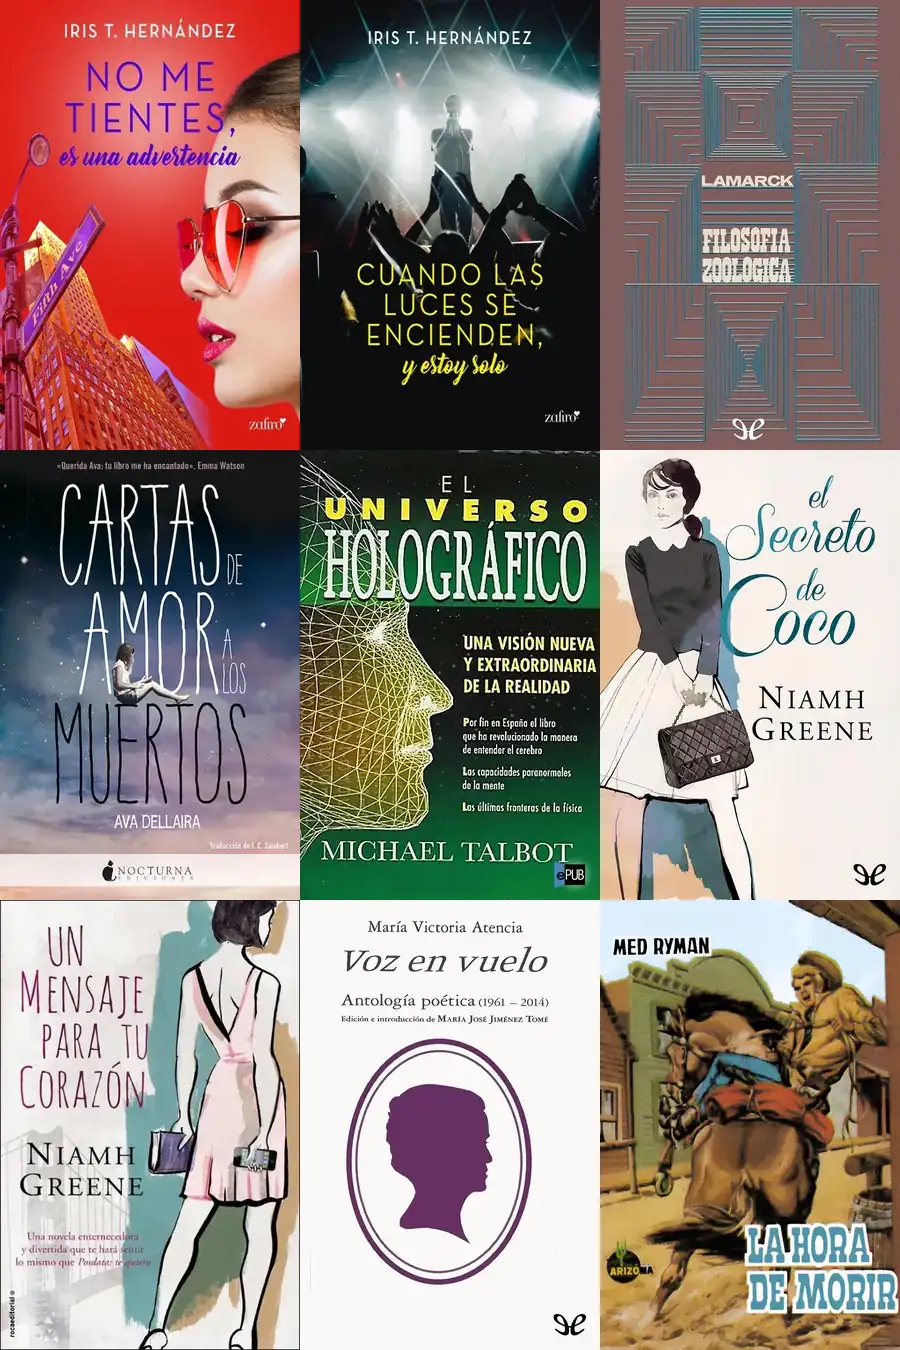 IRIS T. HERNÁNDEZ
NO ME
TIENTES,
es una advertencia
Fifth Ave
zafiro
IRIS T. HERNÁNDEZ
CUANDO LAS
LUCES SE
ENCIENDEN,
y estoy solo
zafiro
LAMARCK
FILOSOFIA
ZOOLOGICA
«Querida Ava: tu libro me ha encantado». Emma Watson
CARTAS DE
AMOR A
LOS
MUERTOS
AVA DELLAIRA
NOCTURNA
EDICIONES
EL
UNIVERSO
HOLOGRÁFICO
UNA VISIÓN NUEVA
Y EXTRAORDINARIA
DE LA REALIDAD
Por fin en España el libro
que ha revolucionado la manera
de entender el cerebro
Las capacidades paranormales
de la mente
Las últimas fronteras de la física
MICHAEL TALBOT
ePUB
el
Secreto
de
Coco
NIAMH
GREENE
UN
MENSAJE
PARA TU
CORAZÓN
NIAMH
GREENE
Una novela enternecedora
y divertida que te hará sentir
lo mismo que Posdata: te quiero
rocaeditorial
María Victoria Atencia
Voz en vuelo
Antología poética (1961 – 2014)
Edición e introducción de MARÍA JOSÉ JIMÉNEZ TOMÉ
MED RYMAN
ARIZONA
LA HORA
DE MORIR